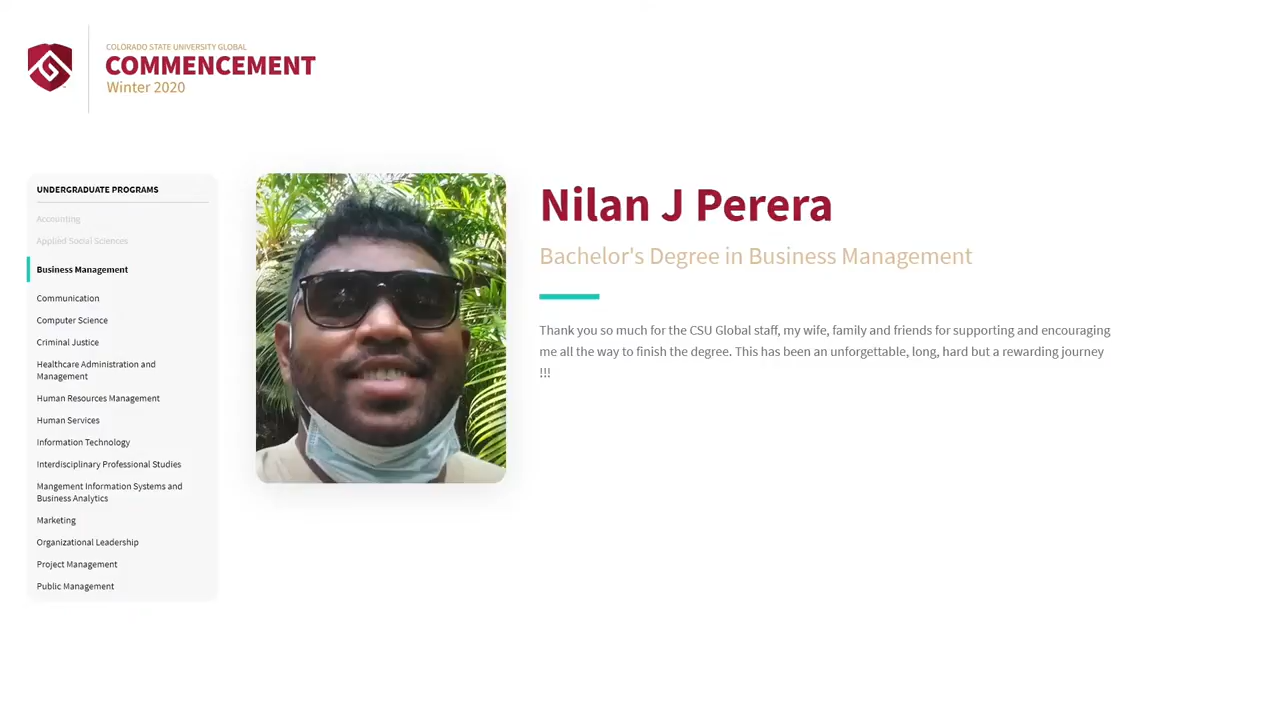 COLORADO STATE UNIVERSITY GLOBAL
COMMENCEMENT
Winter 2020
UNDERGRADUATE PROGRAMS
Accounting
Applied Social Sciences
Business Management
Communication
Computer Science
Criminal Justice
Healthcare Administration and
Management
Human Resources Management
Human Services
Information Technology
Interdisciplinary Professional Studies
Mangement Information Systems and
Business Analytics
Marketing
Organizational Leadership
Project Management
Public Management
Nilan J Perera
Bachelor's Degree in Business Management
Thank you so much for the CSU Global staff, my wife, family and friends for supporting and encouraging
me all the way to finish the degree. This has been an unforgettable, long, hard but a rewarding journey
!!!